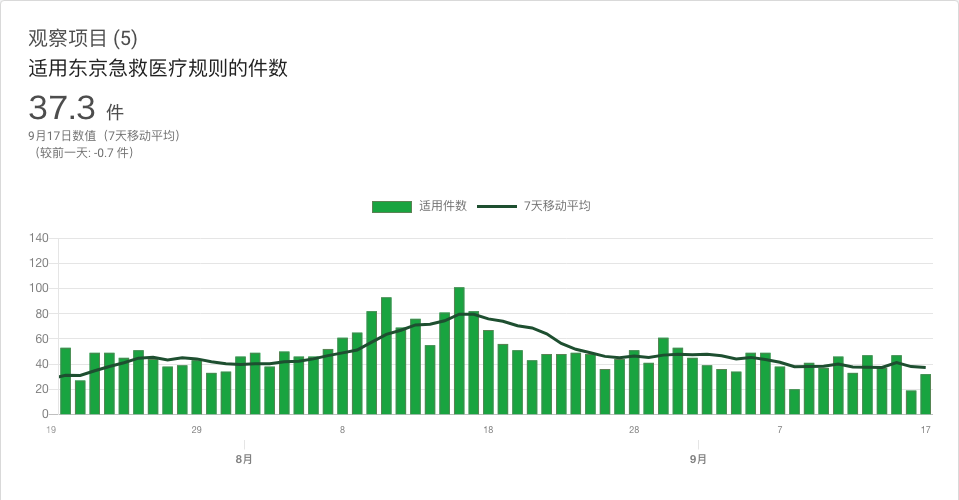 观察项目 (5)
适用东京急救医疗规则的件数
37.3 件
9月17日数值（7天移动平均）
（较前一天: -0.7 件）
适用件数 7天移动平均
140
120
100
80
60
40
20
0
19 29 8 18 28 7 17
8月 9月